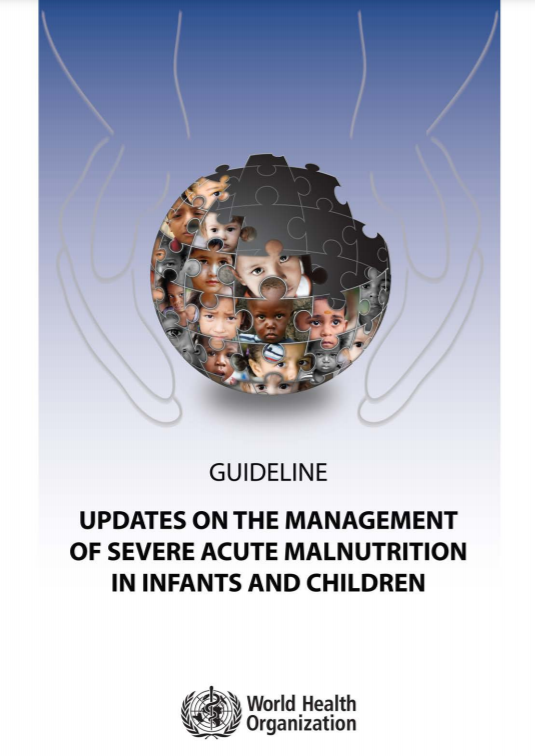 GUIDELINE
UPDATES ON THE MANAGEMENT
OF SEVERE ACUTE MALNUTRITION
IN INFANTS AND CHILDREN
World Health
Organization